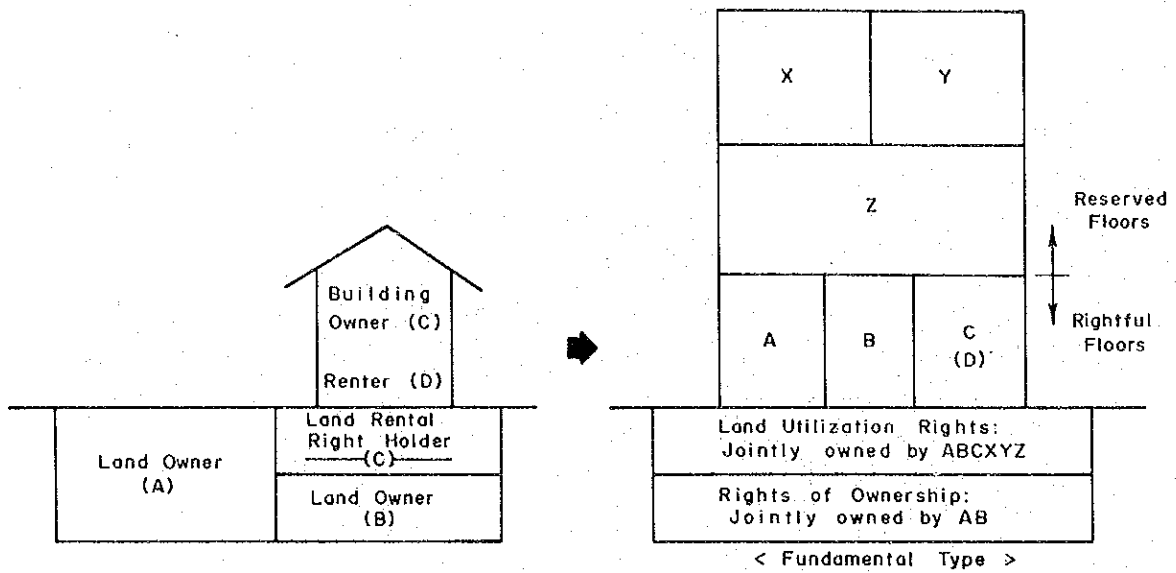 Building
Owner (C)
Renter (D)
Land Owner
(A)
Land Rental
Right Holder
(C)
Land Owner
(B)
X
Y
Z
A
B
C
(D)
Reserved
Floors
Rightful
Floors
Land Utilization Rights:
Jointly owned by ABCXYZ
Rights of Ownership:
Jointly owned by AB
< Fundamental Type >